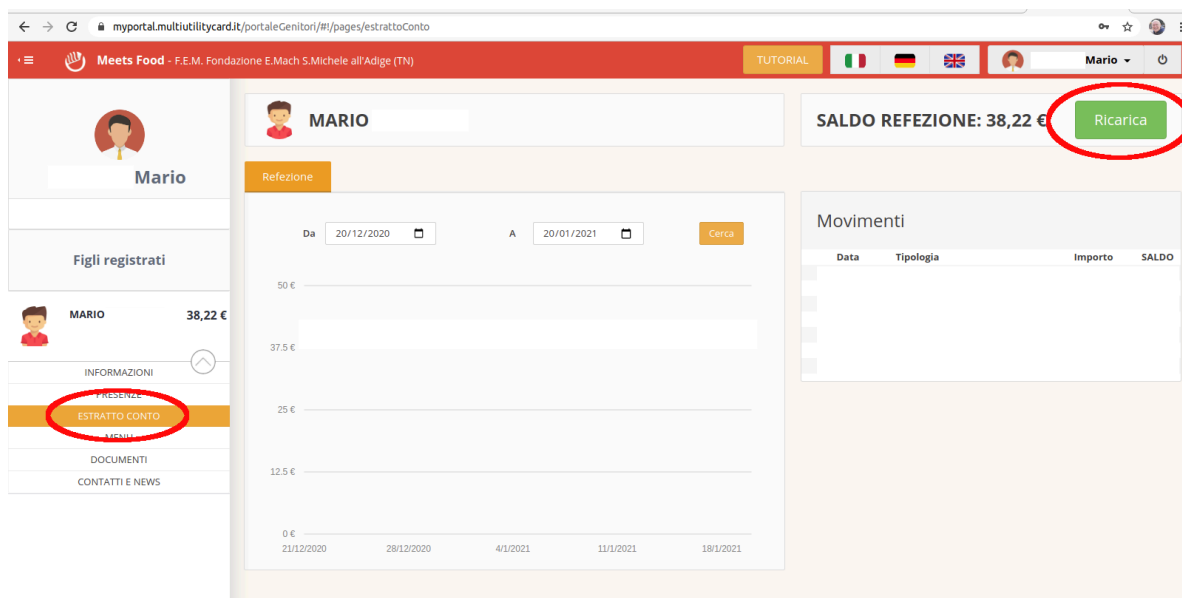 myportal.multiutilitycard.it/portaleGenitori/#!/pages/estrattoConto
Meets Food - F.E.M. Fondazione E.Mach S.Michele all'Adige (TN)
TUTORIAL
Mario
Mario
Figli registrati
MARIO 38,22 €
INFORMAZIONI
PRESENZE
ESTRATTO CONTO
MENU
DOCUMENTI
CONTATTI E NEWS
MARIO
SALDO REFEZIONE: 38,22 €
Ricarica
Refezione
Da 20/12/2020 A 20/01/2021 Cerca
50 €
37.5 €
25 €
12.5 €
0 €
21/12/2020 28/12/2020 4/1/2021 11/1/2021 18/1/2021
Movimenti
Data Tipologia Importo SALDO